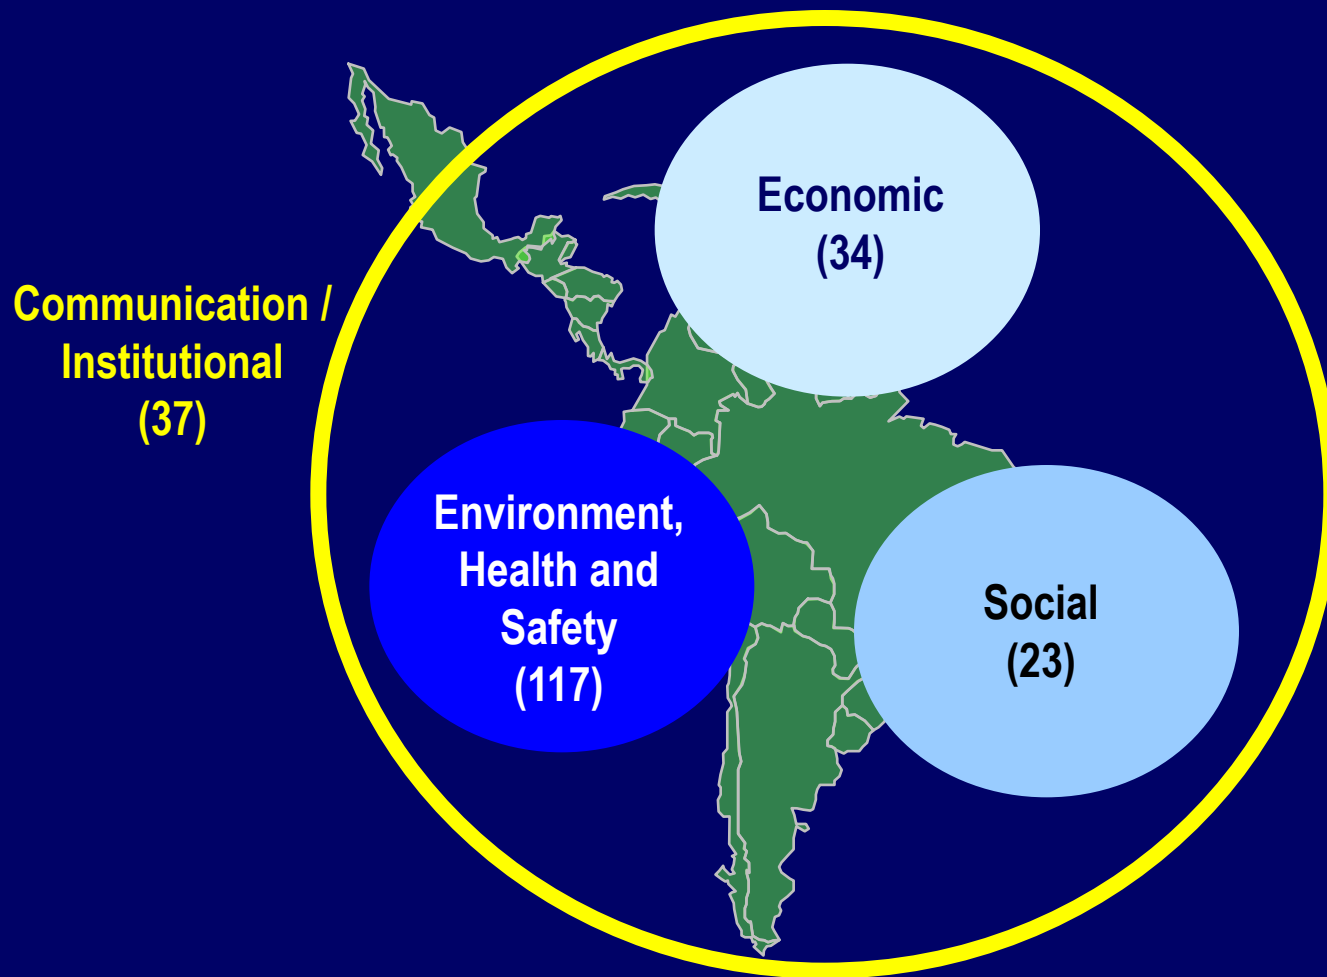 Economic
(34)
Communication /
Institutional
(37)
Environment,
Health and
Safety
(117)
Social
(23)